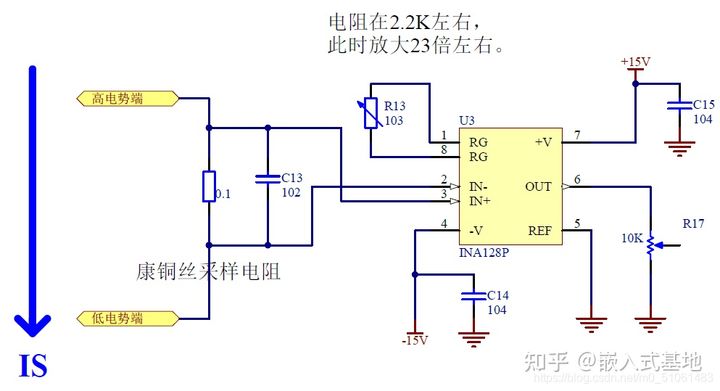 电阻在2.2K左右，
此时放大23倍左右。
+15V
高电势端
R13
103
U3
C15
104
1
RG
+V
7
8
RG
0.1
C13
102
2
IN-
OUT
6
3
IN+
R17
4
-V
REF
5
10K
INA128P
康铜丝采样电阻
C14
104
低电势端
-15V
IS
知乎 @嵌入式基地
https://blog.csdn.net/m0_51061483